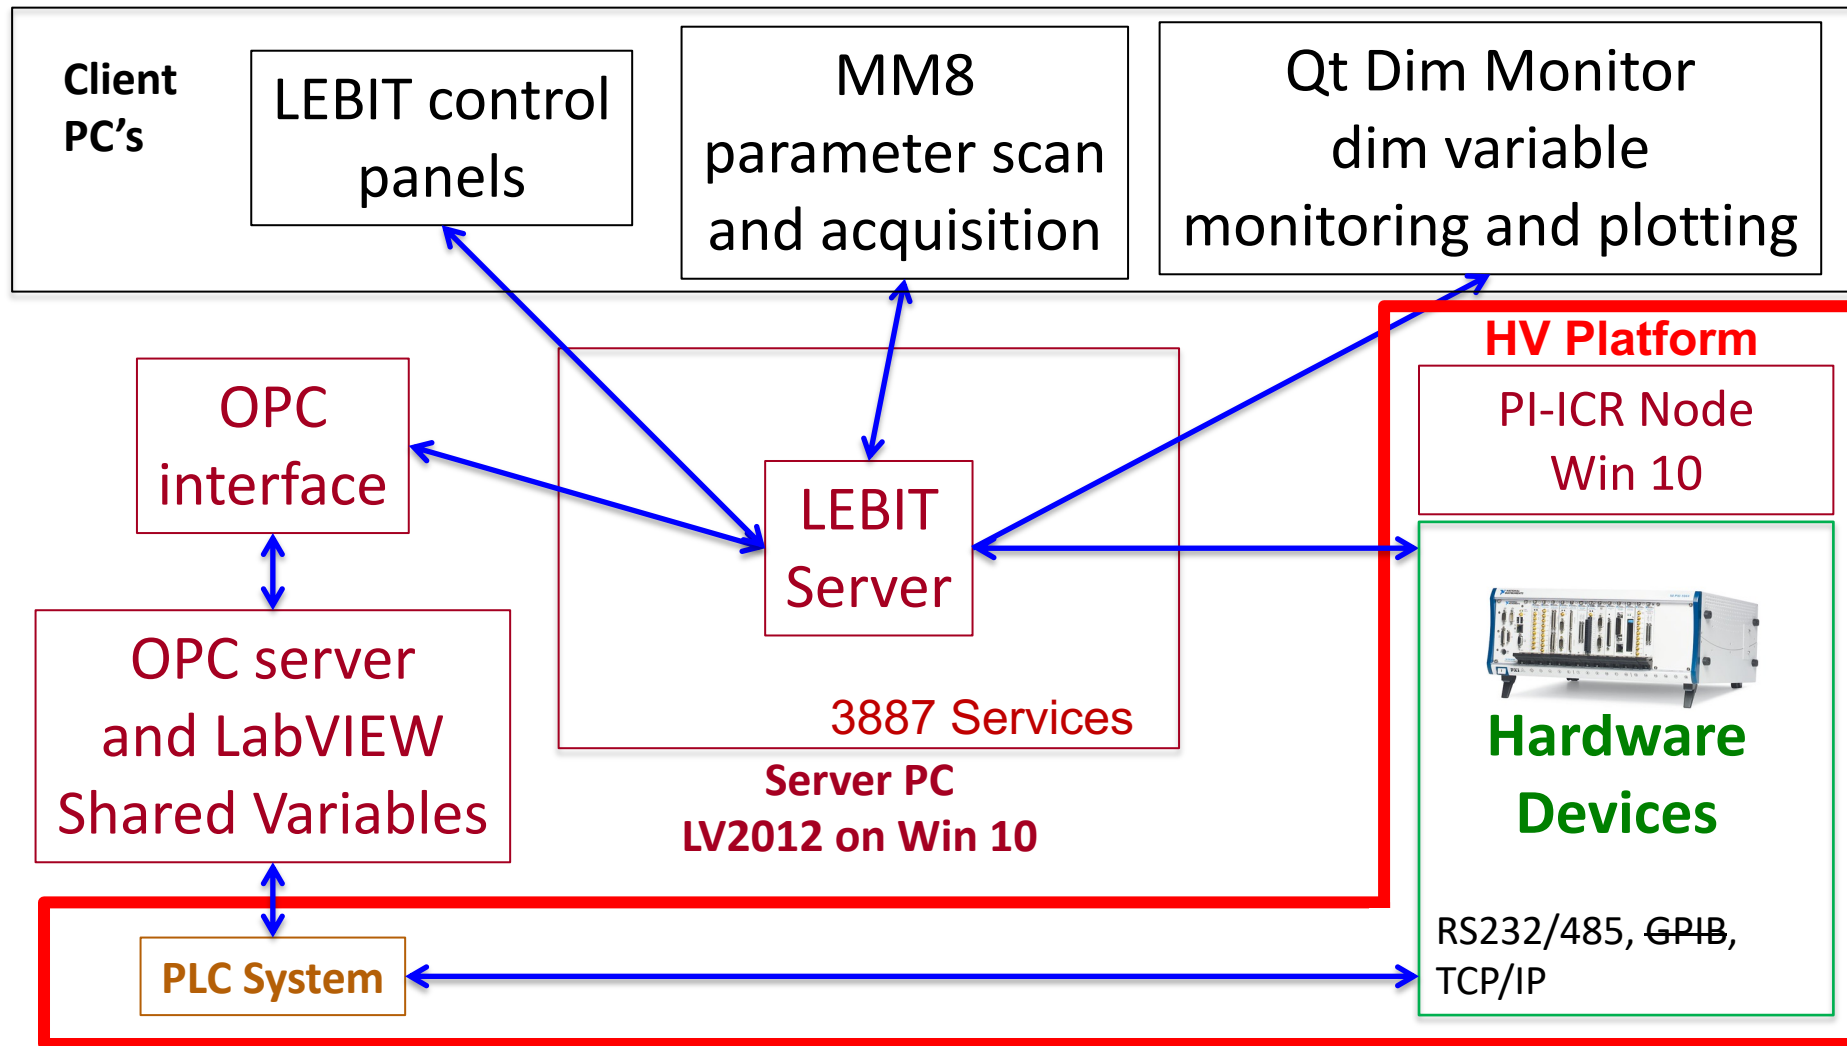 Client
PC’s
LEBIT control
panels
MM8
parameter scan
and acquisition
Qt Dim Monitor
dim variable
monitoring and plotting
HV Platform
PI-ICR Node
Win 10
OPC
interface
LEBIT
Server
3887 Services
Server PC
LV2012 on Win 10
OPC server
and LabVIEW
Shared Variables
Hardware
Devices
RS232/485, GPIB,
TCP/IP
PLC System